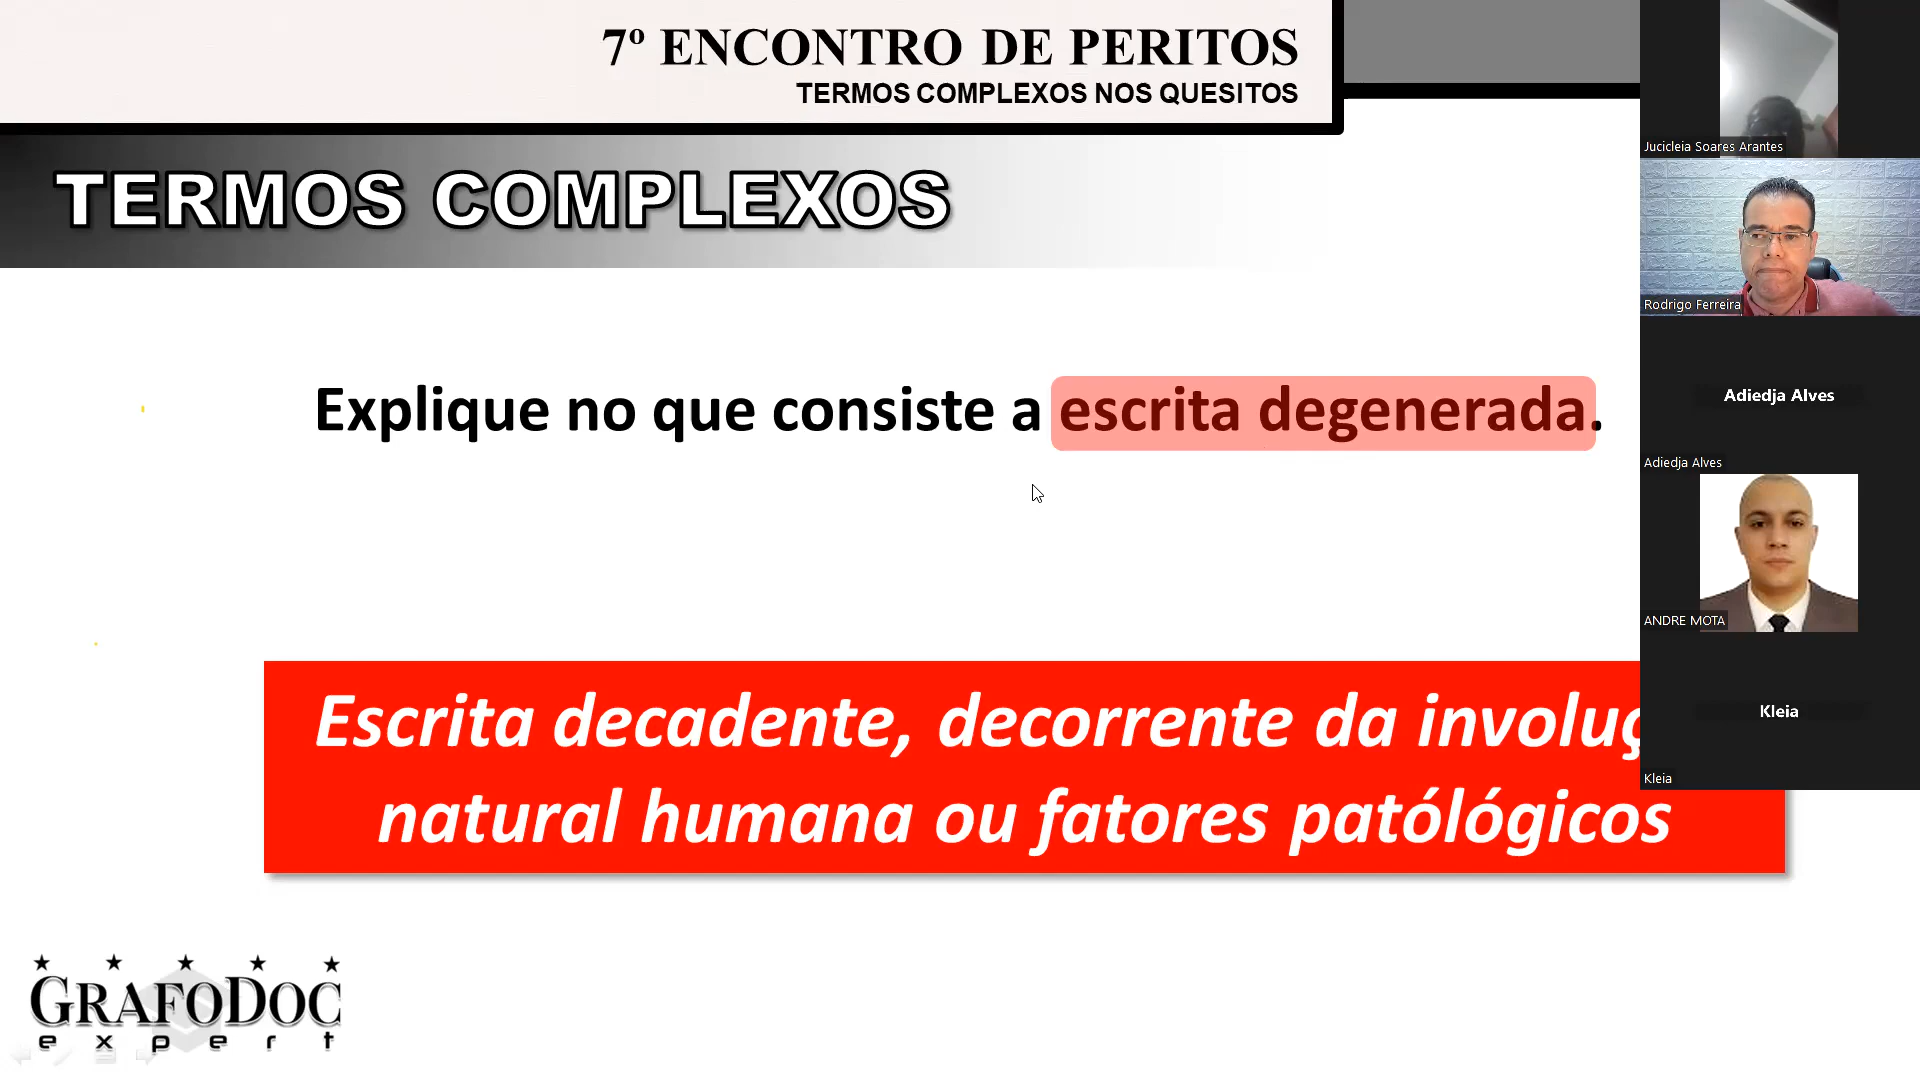 7º ENCONTRO DE PERITOS
TERMOS COMPLEXOS NOS QUESITOS
TERMOS COMPLEXOS
Explique no que consiste a escrita degenerada.
Escrita decadente, decorrente da involuç
natural humana ou fatores patólógicos
GRAFODOC
expert
Jucicleia Soares Arantes
Rodrigo Ferreira
Adiedja Alves
Adiedja Alves
ANDRE MOTA
Kleia
Kleia